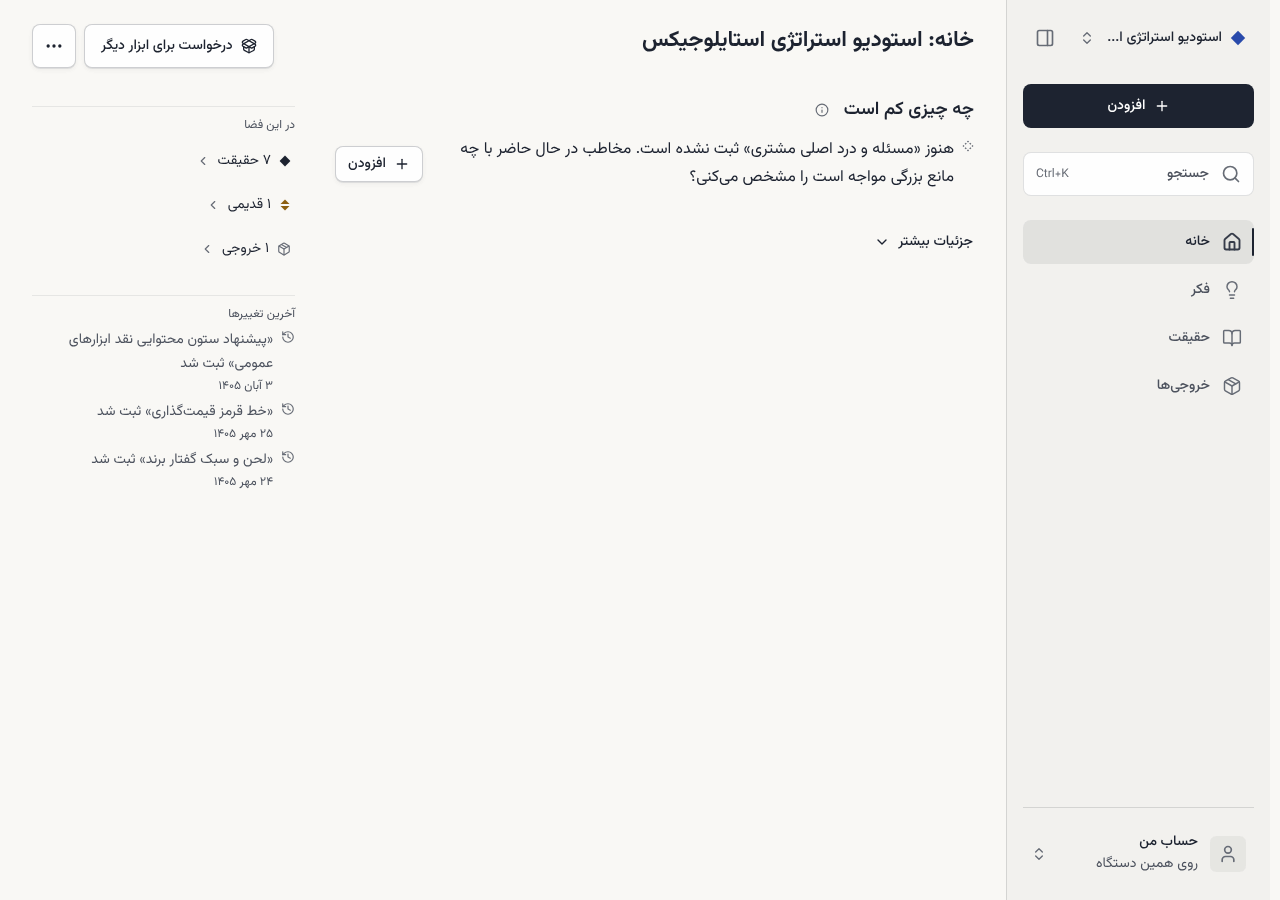 استودیو استراتژی ا...
افزودن
جستجو
Ctrl+K
خانه
فکر
حقیقت
خروجی‌ها
حساب من
روی همین دستگاه
خانه: استودیو استراتژی استایلوجیکس
درخواست برای ابزار دیگر
چه چیزی کم است
هنوز «مسئله و درد اصلی مشتری» ثبت نشده است. مخاطب در حال حاضر با چه
مانع بزرگی مواجه است را مشخص می‌کنی؟
افزودن
جزئیات بیشتر
در این فضا
۷ حقیقت
۱ قدیمی
۱ خروجی
آخرین تغییرها
«پیشنهاد ستون محتوایی نقد ابزارهای
عمومی» ثبت شد
۳ آبان ۱۴۰۵
«خط قرمز قیمت‌گذاری» ثبت شد
۲۵ مهر ۱۴۰۵
«لحن و سبک گفتار برند» ثبت شد
۲۴ مهر ۱۴۰۵